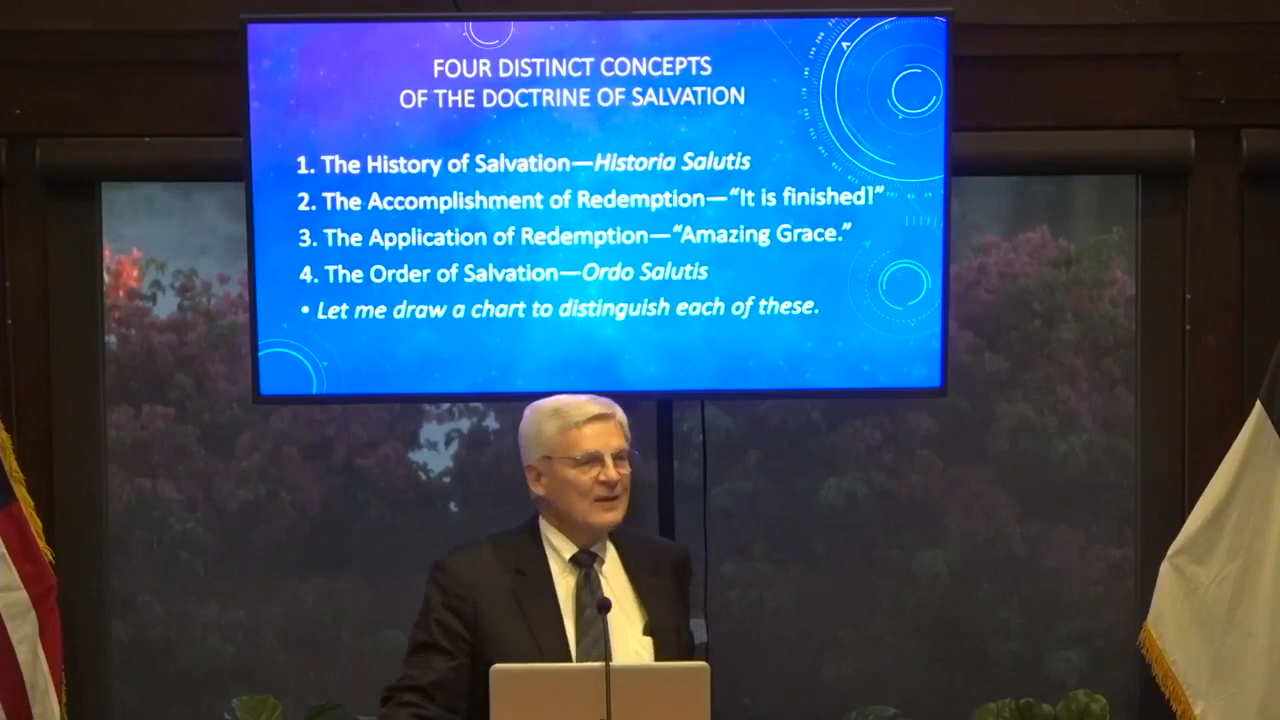 FOUR DISTINCT CONCEPTS
OF THE DOCTRINE OF SALVATION
1. The History of Salvation—Historia Salutis
2. The Accomplishment of Redemption—“It is finished!”
3. The Application of Redemption—“Amazing Grace.”
4. The Order of Salvation—Ordo Salutis
• Let me draw a chart to distinguish each of these.